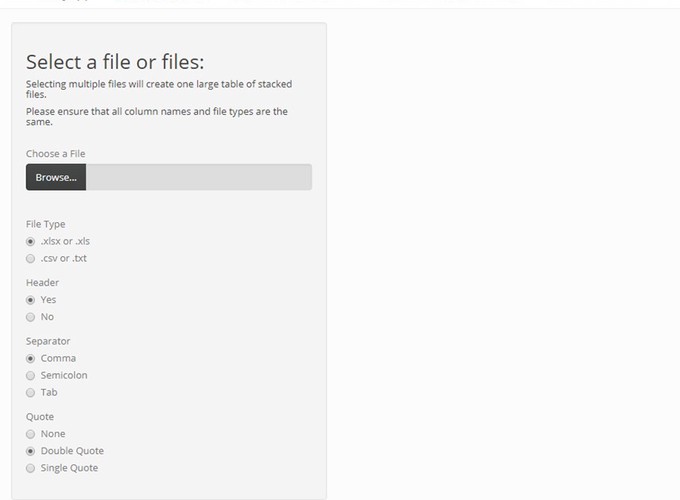 Select a file or files:
Selecting multiple files will create one large table of stacked
files.
Please ensure that all column names and file types are the
same.
Choose a File
Browse...
File Type
.xlsx or .xls
.csv or .txt
Header
Yes
No
Separator
Comma
Semicolon
Tab
Quote
None
Double Quote
Single Quote